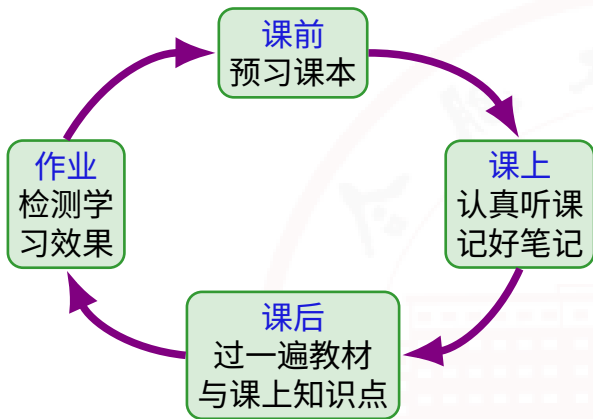 课前
预习课本
课上
认真听课
记好笔记
课后
过一遍教材
与课上知识点
作业
检测学
习效果